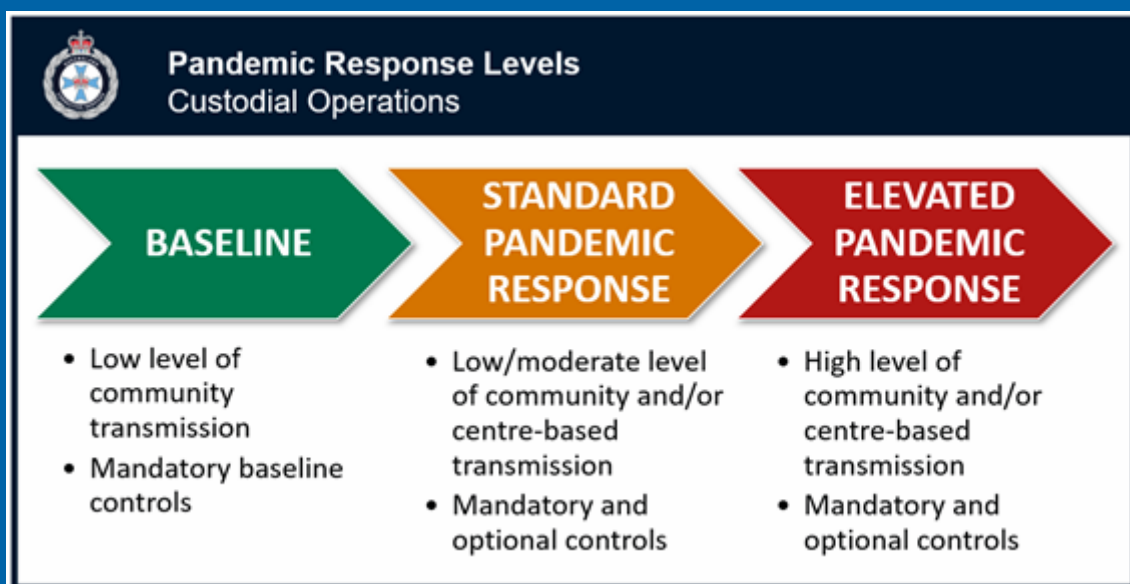 Pandemic Response Levels
Custodial Operations
BASELINE
• Low level of
community
transmission
• Mandatory baseline
controls
STANDARD
PANDEMIC
RESPONSE
• Low/moderate level
of community and/or
centre-based
transmission
• Mandatory and
optional controls
ELEVATED
PANDEMIC
RESPONSE
• High level of
community and/or
centre-based
transmission
• Mandatory and
optional controls